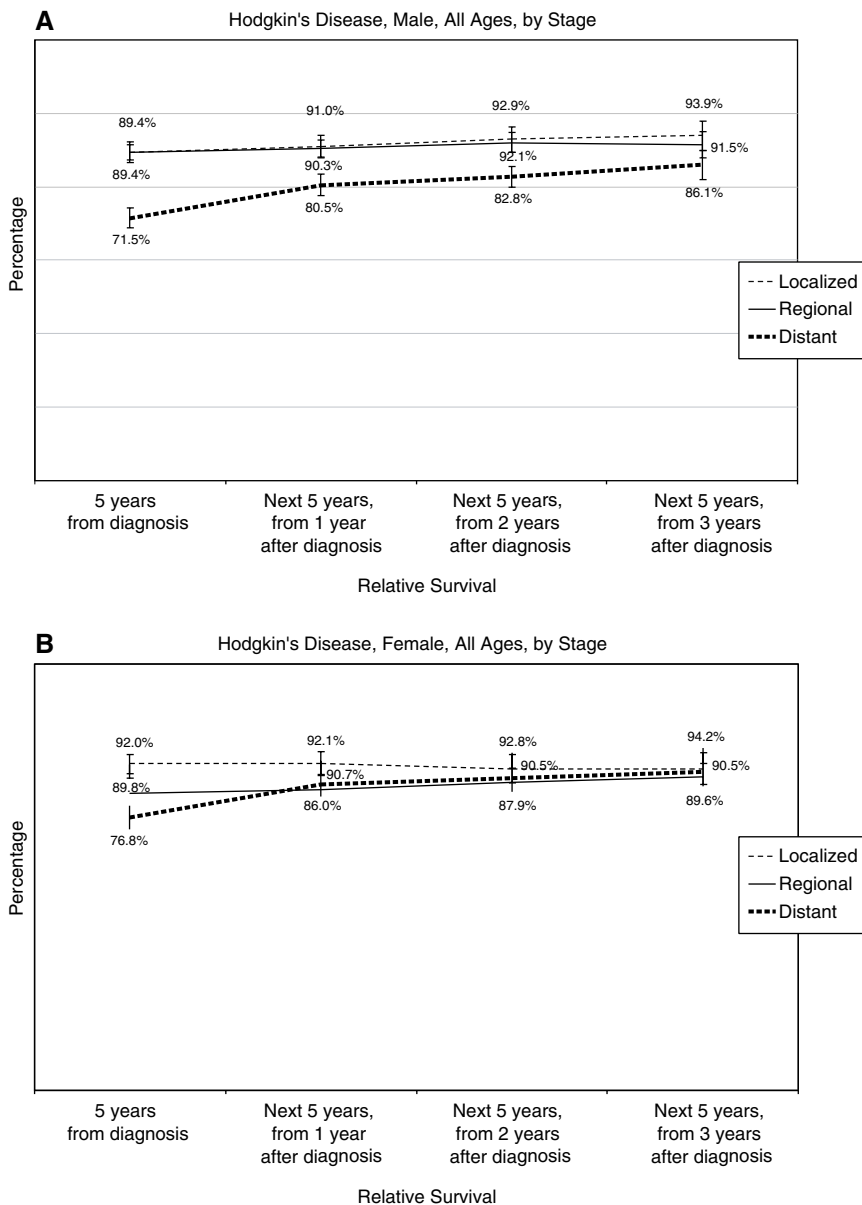 A
Hodgkin's Disease, Male, All Ages, by Stage
89.4%
91.0%
92.9%
93.9%
89.4%
90.3%
92.1%
91.5%
71.5%
80.5%
82.8%
86.1%
Percentage
Localized
Regional
Distant
5 years
from diagnosis
Next 5 years,
from 1 year
after diagnosis
Next 5 years,
from 2 years
after diagnosis
Next 5 years,
from 3 years
after diagnosis
Relative Survival
B
Hodgkin's Disease, Female, All Ages, by Stage
92.0%
92.1%
92.8%
94.2%
89.8%
90.7%
90.5%
90.5%
76.8%
86.0%
87.9%
89.6%
Percentage
Localized
Regional
Distant
5 years
from diagnosis
Next 5 years,
from 1 year
after diagnosis
Next 5 years,
from 2 years
after diagnosis
Next 5 years,
from 3 years
after diagnosis
Relative Survival